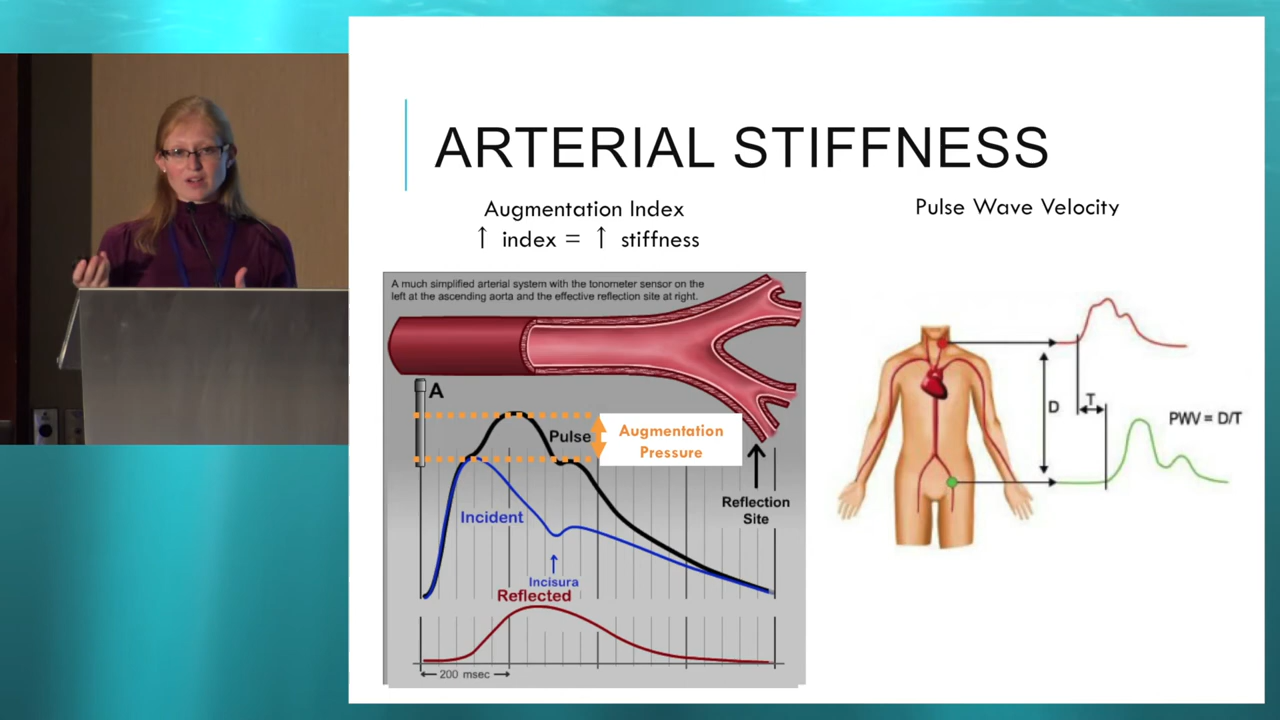 ARTERIAL STIFFNESS
Augmentation Index
↑ index = ↑ stiffness
Pulse Wave Velocity
A much simplified arterial system with the tonometer sensor on the
left at the ascending aorta and the effective reflection site at right.
A
Pulse
Augmentation
Pressure
Reflection
Site
Incident
Incisura
Reflected
200 msec
D
T
PWV = D/T